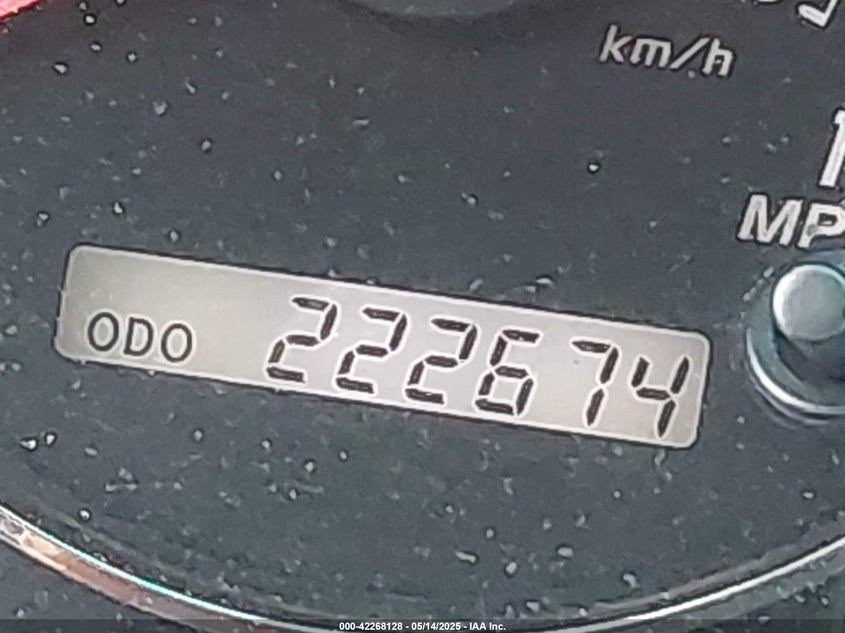 km/h
MP
ODO 222674
000-42268128 - 05/14/2025 - IAA Inc.